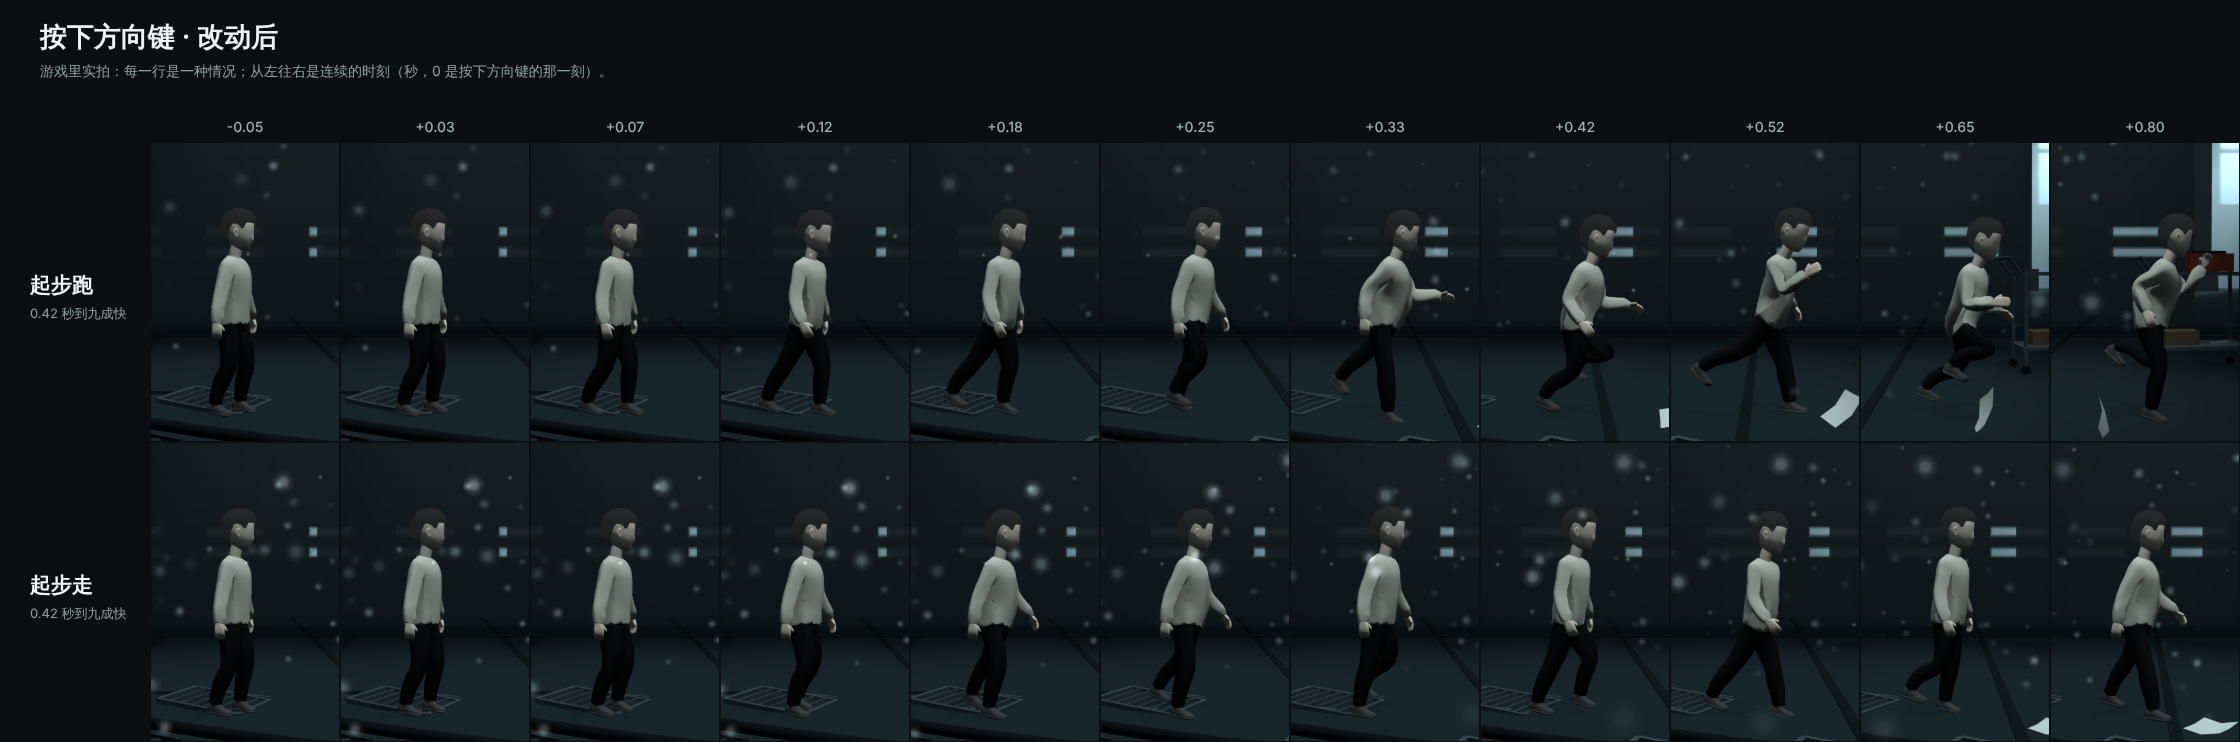 按下方向键 · 改动后
游戏里实拍：每一行是一种情况；从左往右是连续的时刻（秒，0 是按下方向键的那一刻）。
-0.05 +0.03 +0.07 +0.12 +0.18 +0.25 +0.33 +0.42 +0.52 +0.65 +0.80
起步跑
0.42 秒到九成快
起步走
0.42 秒到九成快